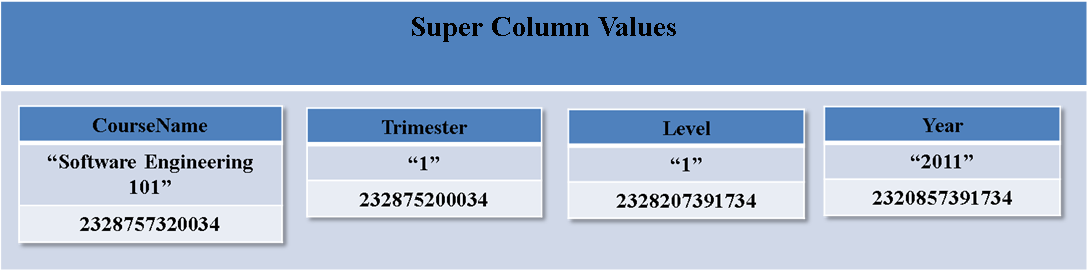 Super Column Values
CourseName
“Software Engineering
101”
2328757320034
Trimester
“1”
232875200034
Level
“1”
2328207391734
Year
“2011”
2320857391734